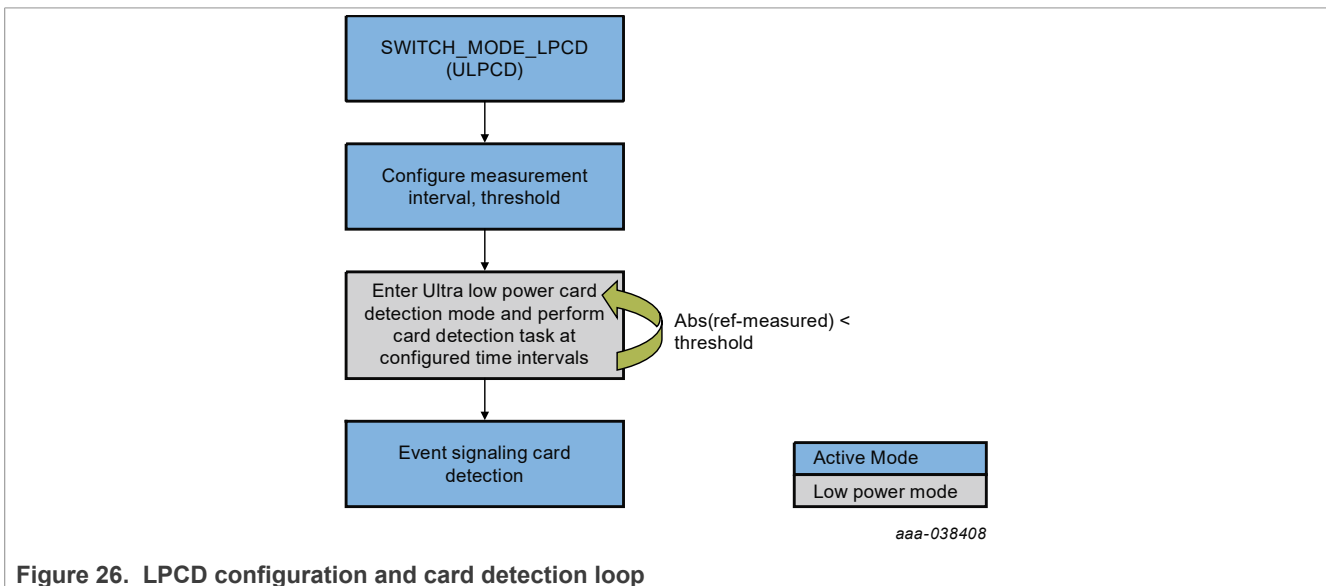 SWITCH_MODE_LPCD
(ULPCD)
Configure measurement
interval, threshold
Enter Ultra low power card
detection mode and perform
card detection task at
configured time intervals
Abs(ref-measured) <
threshold
Event signaling card
detection
Active Mode
Low power mode
aaa-038408
Figure 26. LPCD configuration and card detection loop